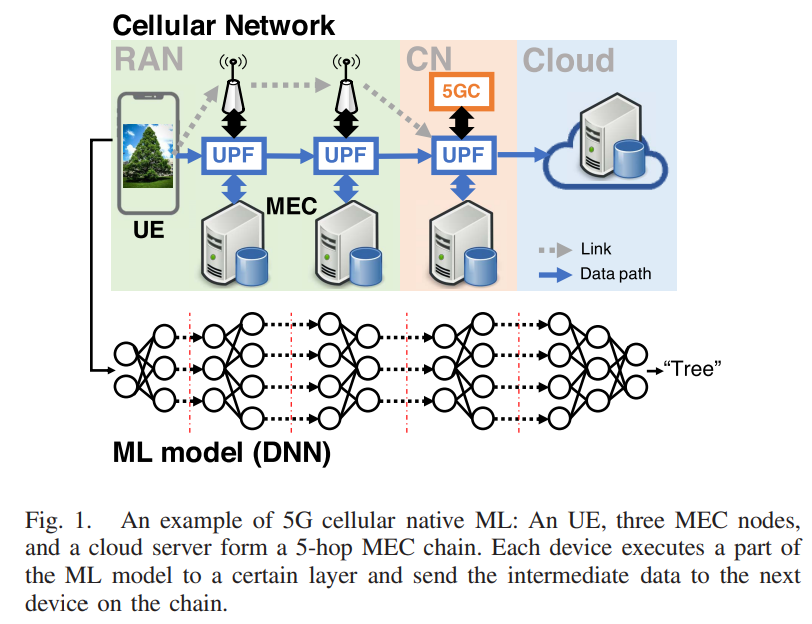 Cellular Network
RAN
CN
Cloud
5GC
UPF
UPF
UPF
MEC
UE
Link
Data path
"Tree"
ML model (DNN)
Fig. 1. An example of 5G cellular native ML: An UE, three MEC nodes,
and a cloud server form a 5-hop MEC chain. Each device executes a part of
the ML model to a certain layer and send the intermediate data to the next
device on the chain.